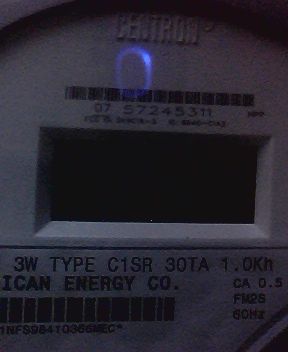 CENTRON
07 57245311
3W TYPE C1SR 30TA 1.0Kh
ICAN ENERGY CO.
CA 0.5
FM2S
60Hz